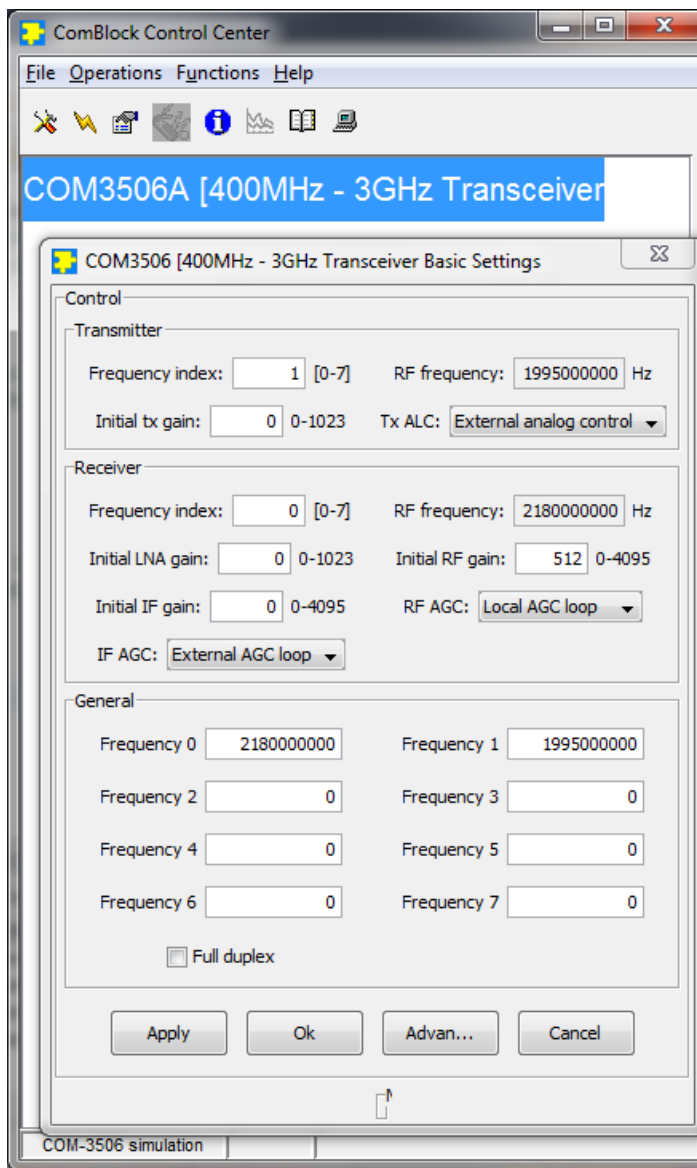 ComBlock Control Center
File Operations Functions Help
COM3506A [400MHz - 3GHz Transceiver
COM3506 [400MHz - 3GHz Transceiver Basic Settings
Control
Transmitter
Frequency index: 1 [0-7] RF frequency: 1995000000 Hz
Initial tx gain: 0 0-1023 Tx ALC: External analog control
Receiver
Frequency index: 0 [0-7] RF frequency: 2180000000 Hz
Initial LNA gain: 0 0-1023 Initial RF gain: 512 0-4095
Initial IF gain: 0 0-4095 RF AGC: Local AGC loop
IF AGC: External AGC loop
General
Frequency 0 2180000000 Frequency 1 1995000000
Frequency 2 0 Frequency 3 0
Frequency 4 0 Frequency 5 0
Frequency 6 0 Frequency 7 0
Full duplex
Apply Ok Advan... Cancel
COM-3506 simulation